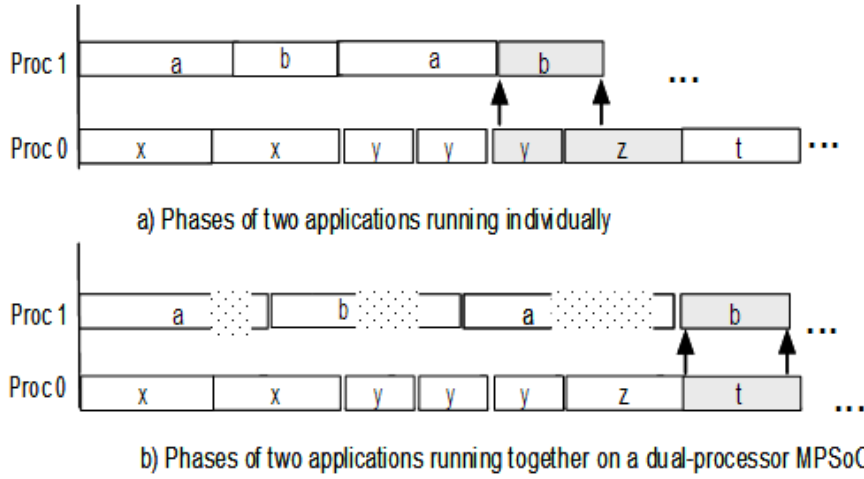 Proc 1 a b a b ...
Proc 0 x x y y y z t ...
a) Phases of two applications running individually
Proc 1 a b a b ...
Proc 0 x x y y y z t ...
b) Phases of two applications running together on a dual-processor MPSoC